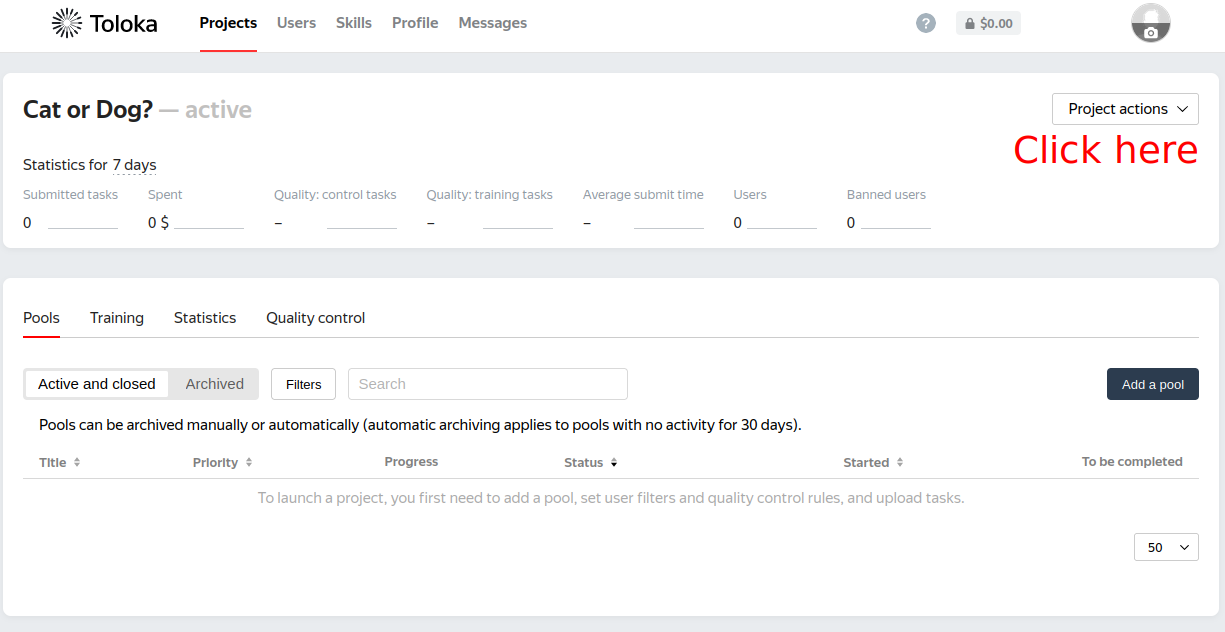 Toloka Projects Users Skills Profile Messages ? $0.00
Cat or Dog? — active Project actions
Click here
Statistics for 7 days
Submitted tasks Spent Quality: control tasks Quality: training tasks Average submit time Users Banned users
0 0 $ – – – 0 0
Pools Training Statistics Quality control
Active and closed Archived Filters Search Add a pool
Pools can be archived manually or automatically (automatic archiving applies to pools with no activity for 30 days).
Title Priority Progress Status Started To be completed
To launch a project, you first need to add a pool, set user filters and quality control rules, and upload tasks.
50